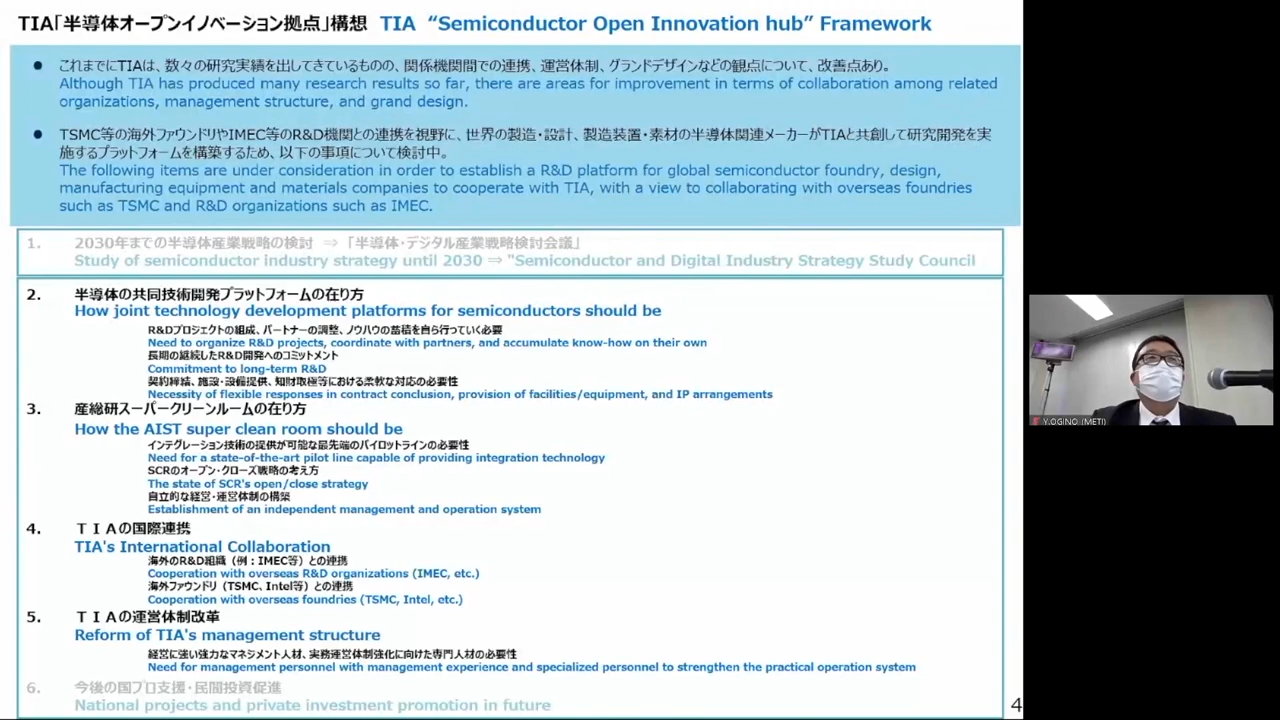 TIA「半導体オープンイノベーション拠点」構想 TIA “Semiconductor Open Innovation hub” Framework
● これまでにTIAは、数々の研究実績を出してきているものの、関係機関間での連携、運営体制、グランドデザインなどの観点について、改善点あり。
Although TIA has produced many research results so far, there are areas for improvement in terms of collaboration among related
organizations, management structure, and grand design.
● TSMC等の海外ファウンドリやIMEC等のR&D機関との連携を視野に、世界の製造・設計、製造装置・素材の半導体関連メーカーがTIAと共創して研究開発を実
施するプラットフォームを構築するため、以下の事項について検討中。
The following items are under consideration in order to establish a R&D platform for global semiconductor foundry, design,
manufacturing equipment and materials companies to cooperate with TIA, with a view to collaborating with overseas foundries
such as TSMC and R&D organizations such as IMEC.
1. 2030年までの半導体産業戦略の検討 ⇒ 「半導体・デジタル産業戦略検討会議」
Study of semiconductor industry strategy until 2030 ⇒ "Semiconductor and Digital Industry Strategy Study Council
2. 半導体の共同技術開発プラットフォームの在り方
How joint technology development platforms for semiconductors should be
R&Dプロジェクトの組成、パートナーの調整、ノウハウの蓄積を自ら行っていく必要
Need to organize R&D projects, coordinate with partners, and accumulate know-how on their own
長期の継続したR&D開発へのコミットメント
Commitment to long-term R&D
契約締結、施設・設備提供、知財取極等における柔軟な対応の必要性
Necessity of flexible responses in contract conclusion, provision of facilities/equipment, and IP arrangements
3. 産総研スーパークリーンルームの在り方
How the AIST super clean room should be
インテグレーション技術の提供が可能な最先端のパイロットラインの必要性
Need for a state-of-the-art pilot line capable of providing integration technology
SCRのオープン・クローズ戦略の考え方
The state of SCR's open/close strategy
自立的な経営・運営体制の構築
Establishment of an independent management and operation system
4. TIAの国際連携
TIA's International Collaboration
海外のR&D組織（例：IMEC等）との連携
Cooperation with overseas R&D organizations (IMEC, etc.)
海外ファウンドリ（TSMC、Intel等）との連携
Cooperation with overseas foundries (TSMC, Intel, etc.)
5. TIAの運営体制改革
Reform of TIA's management structure
経営に強い強力なマネジメント人材、実務運営体制強化に向けた専門人材の必要性
Need for management personnel with management experience and specialized personnel to strengthen the practical operation system
6. 今後の国プロ支援・民間投資促進
National projects and private investment promotion in future
4
Y.OGINO (METI)